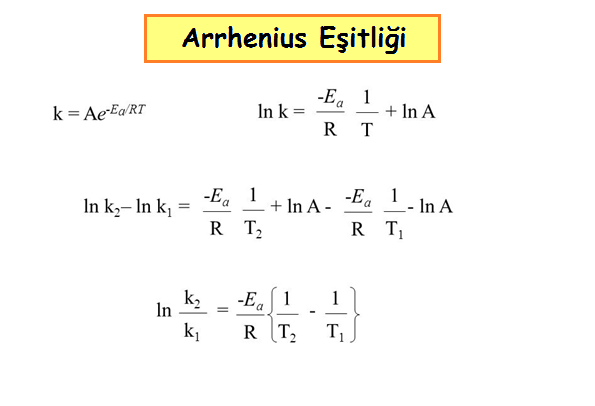 Arrhenius Eşitliği
k = Ae^-Ea/RT
ln k = -Ea/R 1/T + ln A
ln k₂– ln k₁ = -Ea/R 1/T₂ + ln A - -Ea/R 1/T₁ - ln A
ln k₂/k₁ = -Ea/R {1/T₂ - 1/T₁}